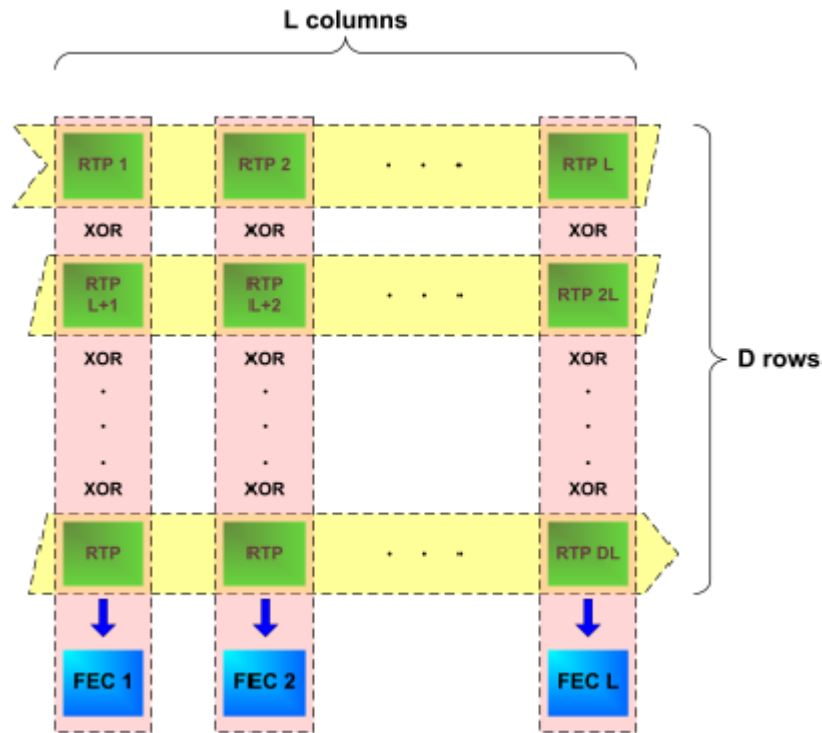 L columns
RTP 1 RTP 2 . . . RTP L
XOR XOR XOR
RTP L+1 RTP L+2 . . . RTP 2L
XOR XOR XOR
. . .
. . .
. . .
XOR XOR XOR
RTP RTP . . . RTP DL
D rows
FEC 1 FEC 2 FEC L